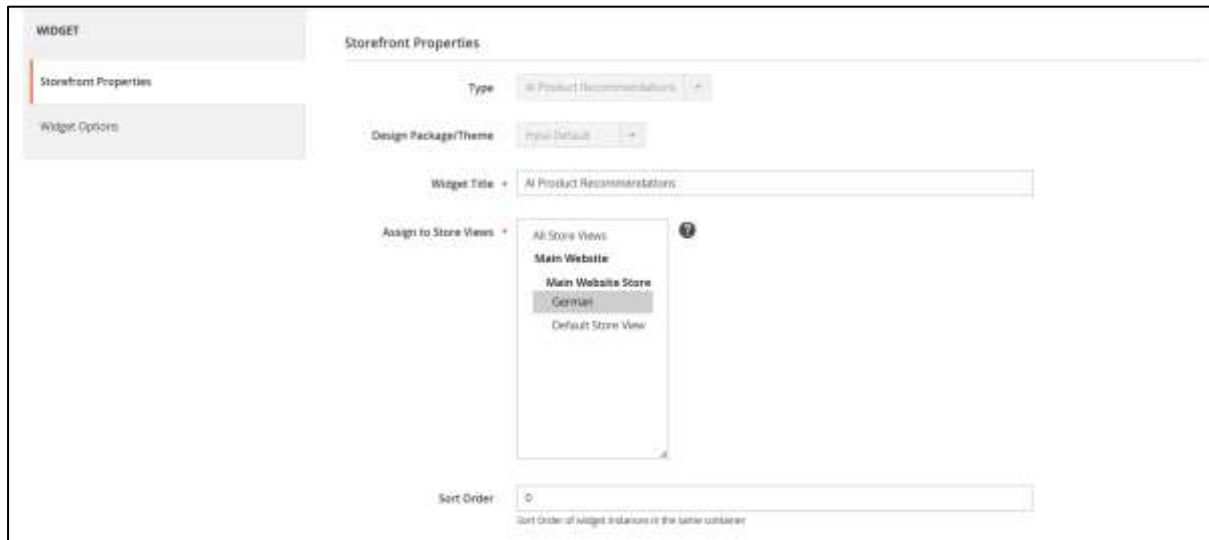 WIDGET
Storefront Properties
Widget Options
Storefront Properties
Type AI Product Recommendations
Design Package/Theme Hyva Default
Widget Title * AI Product Recommendations
Assign to Store Views *
All Store Views
Main Website
Main Website Store
German
Default Store View
?
Sort Order 0
Sort Order of widget instances in the same container